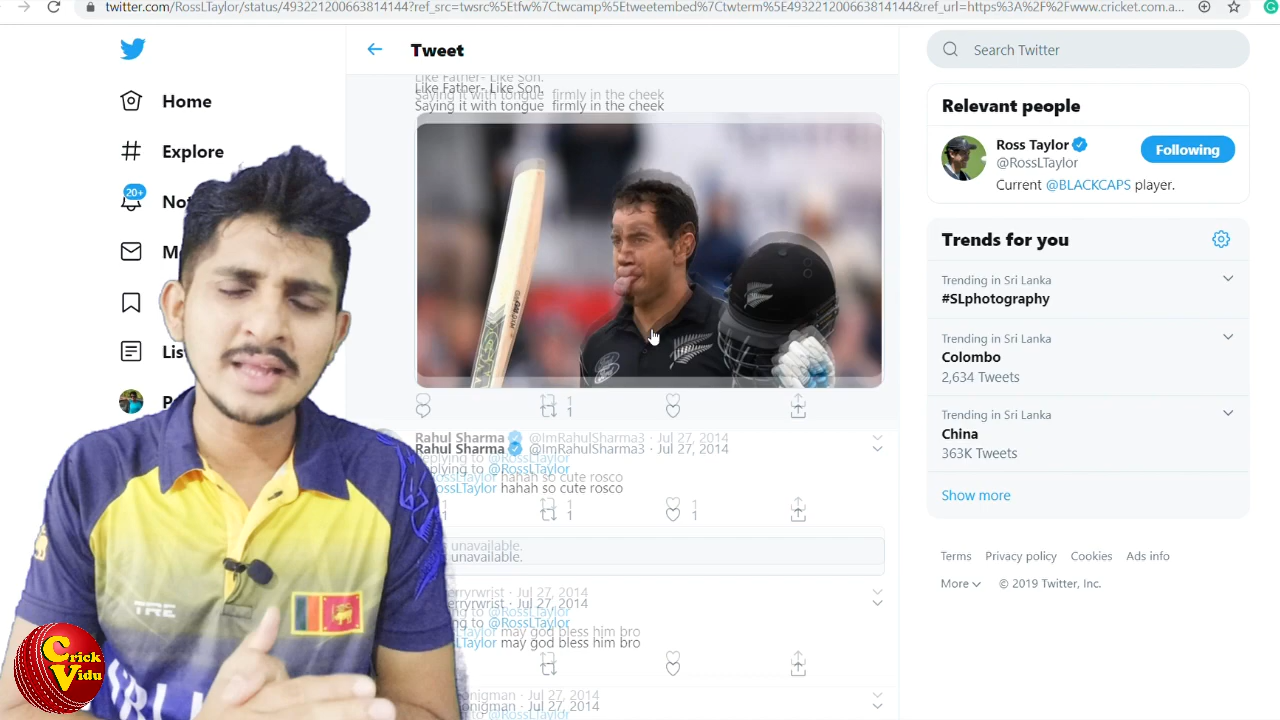 twitter.com/RossLTaylor/status/493221200663814144?ref_src=twsrc%5Etfw%7Ctwcamp%5Etweetembed%7Ctwterm%5E493221200663814144&ref_url=https%3A%2F%2Fwww.cricket.com.a...
Home
Explore
20+
Tweet
Like Father- Like Son.
Saying it with tongue firmly in the cheek
1
Rahul Sharma @ImRahulSharma3 · Jul 27, 2014
Replying to @RossLTaylor
hahah so cute rosco
1 1 1
unavailable.
· Jul 27, 2014
@RossLTaylor
may god bless him bro
· Jul 27, 2014
@RossLTaylor
Search Twitter
Relevant people
Ross Taylor
@RossLTaylor
Following
Current @BLACKCAPS player.
Trends for you
Trending in Sri Lanka
#SLphotography
Trending in Sri Lanka
Colombo
2,634 Tweets
Trending in Sri Lanka
China
363K Tweets
Show more
Terms Privacy policy Cookies Ads info
More © 2019 Twitter, Inc.
Crick
Vidu